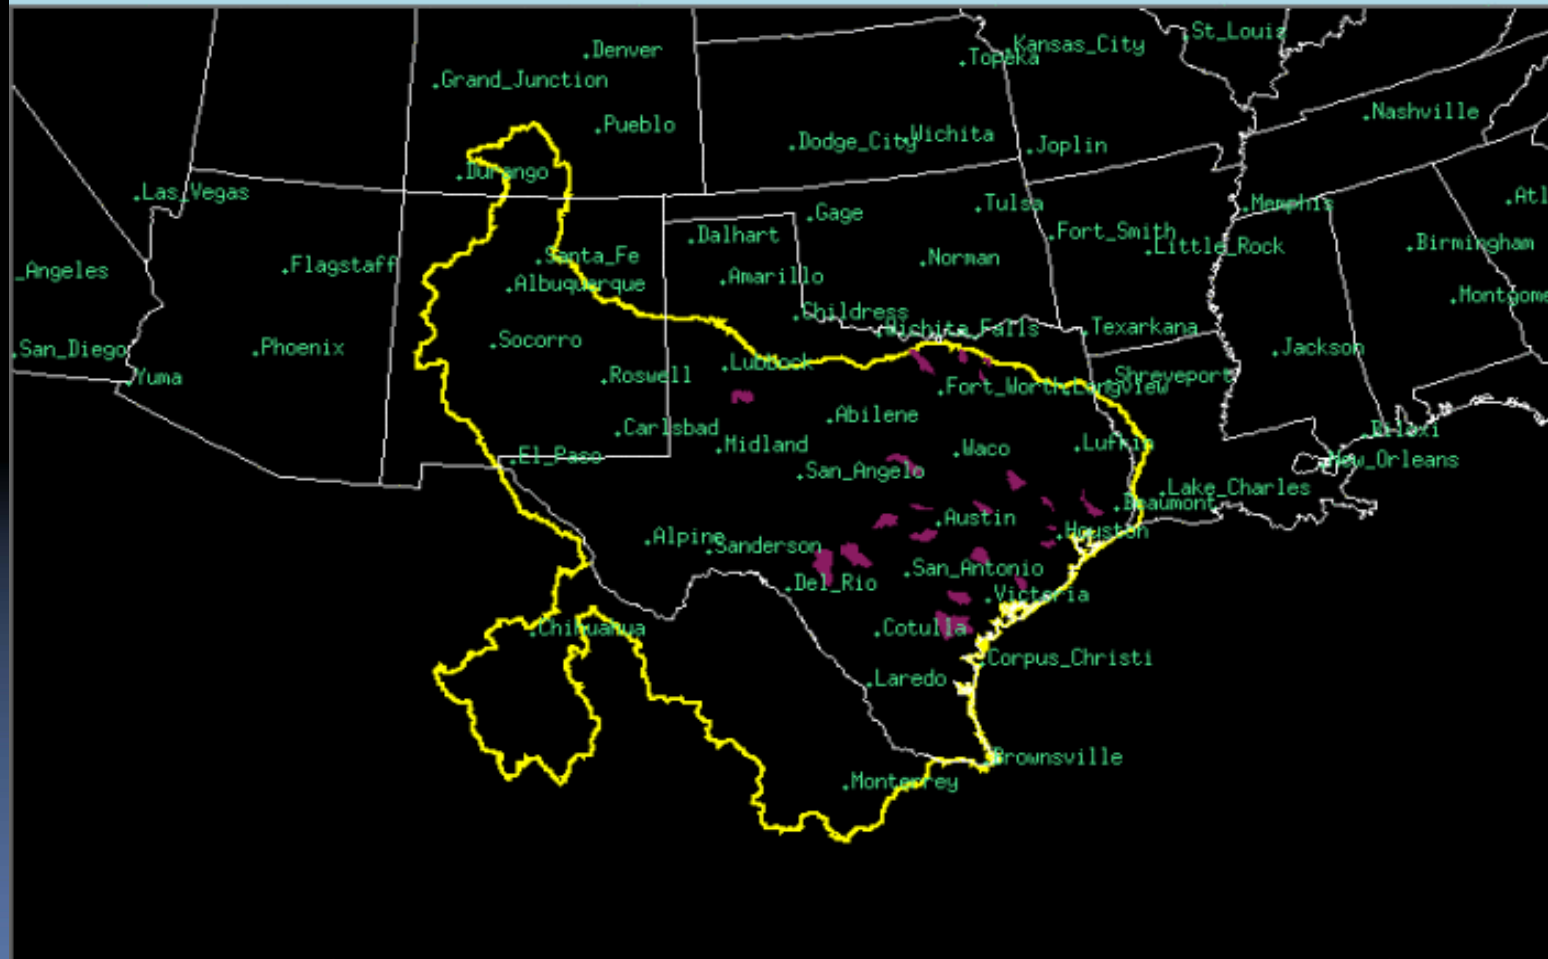 St_Louis
Kansas_City
Denver
Topeka
Grand_Junction
Nashville
Pueblo
Wichita
Dodge_City
Joplin
Durango
Las_Vegas
Memphis
Atl
Tulsa
Gage
Fort_Smith
Dalhart
Birmingham
Little_Rock
Santa_Fe
Norman
Flagstaff
_Angeles
Amarillo
Albuquerque
Montgome
Childress
Wichita_Falls
Texarkana
Socorro
Phoenix
Jackson
San_Diego
Lubbock
Roswell
Shreveport
Yuma
Fort_Worth
Longview
Abilene
Carlsbad
Biloxi
Midland
Lufkin
Waco
El_Paso
New_Orleans
San_Angelo
Lake_Charles
Beaumont
Austin
Houston
Alpine
Sanderson
San_Antonio
Del_Rio
Victoria
Chihuahua
Cotulla
Corpus_Christi
Laredo
Brownsville
Monterrey